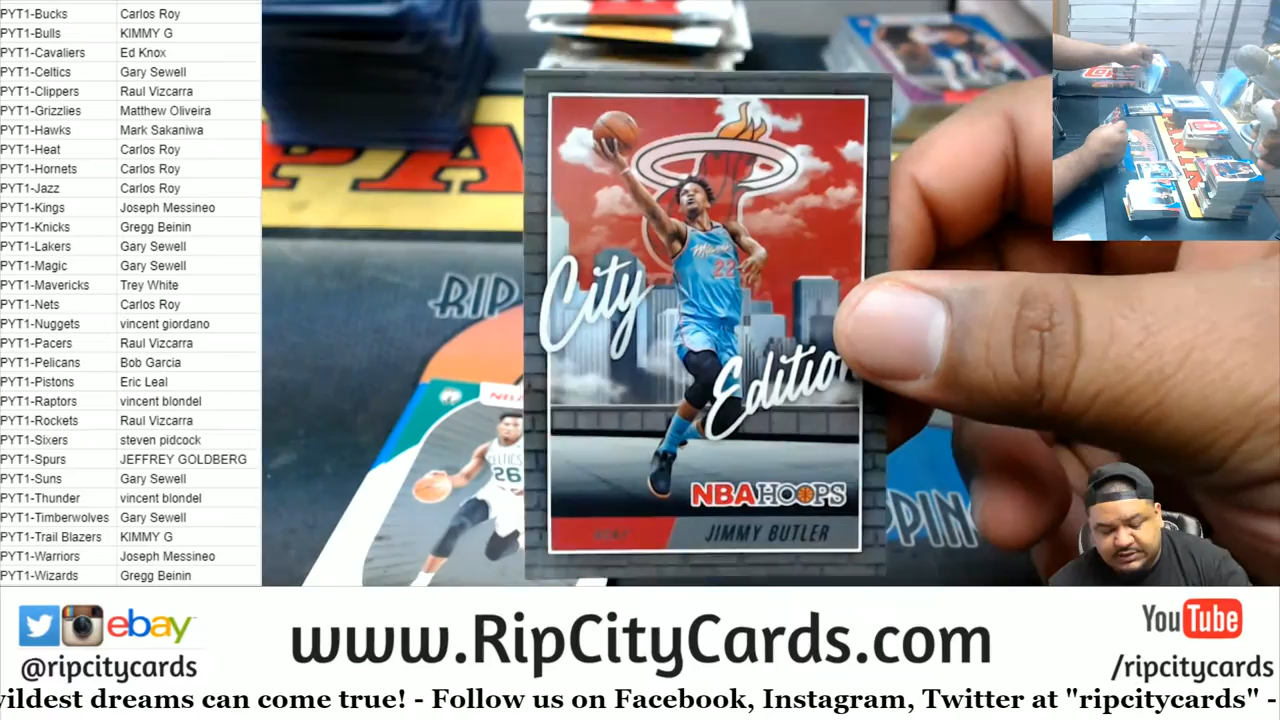 PYT1-Bucks Carlos Roy
PYT1-Bulls KIMMY G
PYT1-Cavaliers Ed Knox
PYT1-Celtics Gary Sewell
PYT1-Clippers Raul Vizcarra
PYT1-Grizzlies Matthew Oliveira
PYT1-Hawks Mark Sakaniwa
PYT1-Heat Carlos Roy
PYT1-Hornets Carlos Roy
PYT1-Jazz Carlos Roy
PYT1-Kings Joseph Messineo
PYT1-Knicks Gregg Beinin
PYT1-Lakers Gary Sewell
PYT1-Magic Gary Sewell
PYT1-Mavericks Trey White
PYT1-Nets Carlos Roy
PYT1-Nuggets vincent giordano
PYT1-Pacers Raul Vizcarra
PYT1-Pelicans Bob Garcia
PYT1-Pistons Eric Leal
PYT1-Raptors vincent blondel
PYT1-Rockets Raul Vizcarra
PYT1-Sixers steven pidcock
PYT1-Spurs JEFFREY GOLDBERG
PYT1-Suns Gary Sewell
PYT1-Thunder vincent blondel
PYT1-Timberwolves Gary Sewell
PYT1-Trail Blazers KIMMY G
PYT1-Warriors Joseph Messineo
PYT1-Wizards Gregg Beinin
RIP
Miami
22
City
Edition
NBA HOOPS
JIMMY BUTLER
CELTICS
26
ebay
@ripcitycards
www.RipCityCards.com
YouTube
/ripcitycards
wildest dreams can come true! - Follow us on Facebook, Instagram, Twitter at "ripcitycards" -